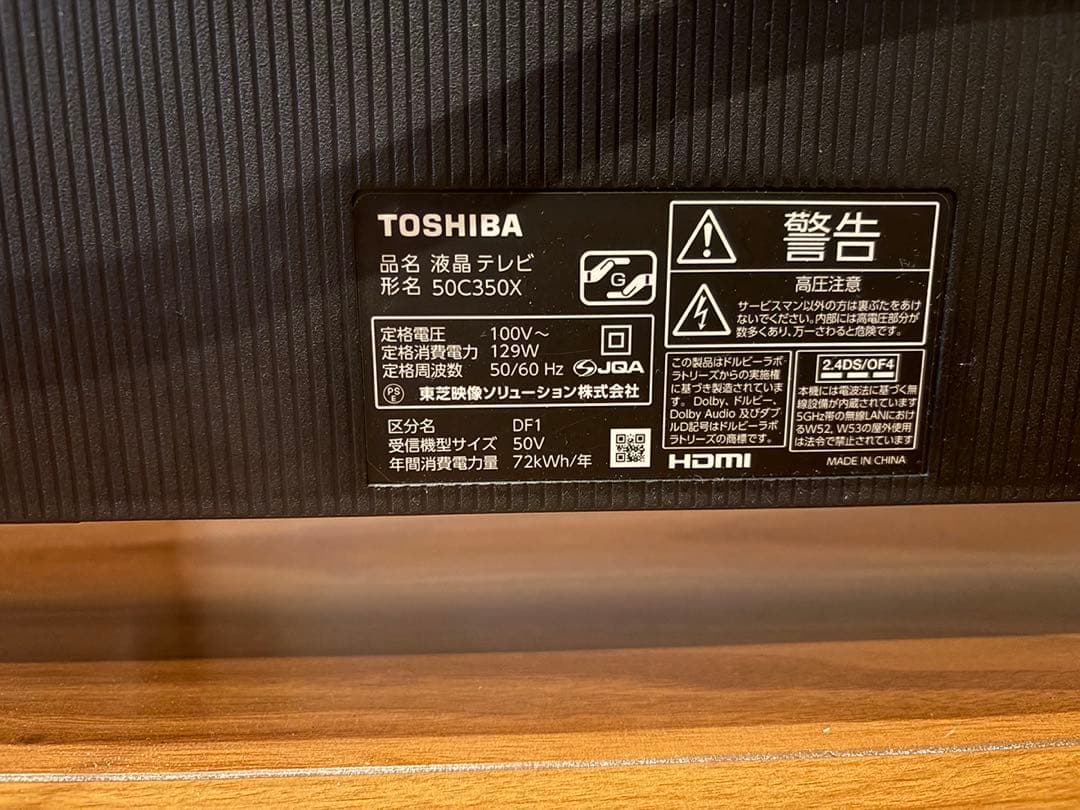 TOSHIBA
品名 液晶テレビ
形名 50C350X
G
定格電圧 100V～
定格消費電力 129W
定格周波数 50/60 Hz
JQA
PS
E
東芝映像ソリューション株式会社
区分名 DF1
受信機型サイズ 50V
年間消費電力量 72kWh/年
警告
高圧注意
サービスマン以外の方は裏ぶたをあけ
ないでください。内部には高電圧部分が
数多くあり、万一さわると危険です。
この製品はドルビーラボ
ラトリーズからの実施権
に基づき製造されていま
す。Dolby、ドルビー、
Dolby Audio 及びダブ
ルD記号はドルビーラボ
ラトリーズの商標です。
2.4DS/OF4
本機には電波法に基づく無
線設備が内蔵されています
5GHz帯の無線LANにおけ
るW52、W53の屋外使用
は法令で禁止されています
HDMI
MADE IN CHINA